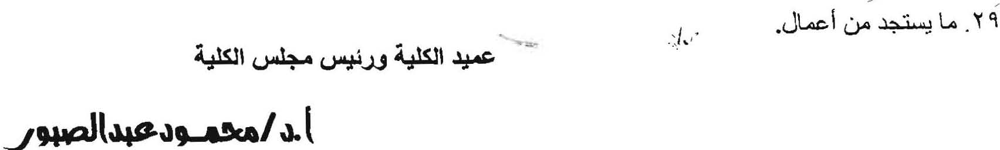 ٢٩. ما يستجد من أعمال.
عميد الكلية ورئيس مجلس الكلية
أ.د/محمود عبدالصبور